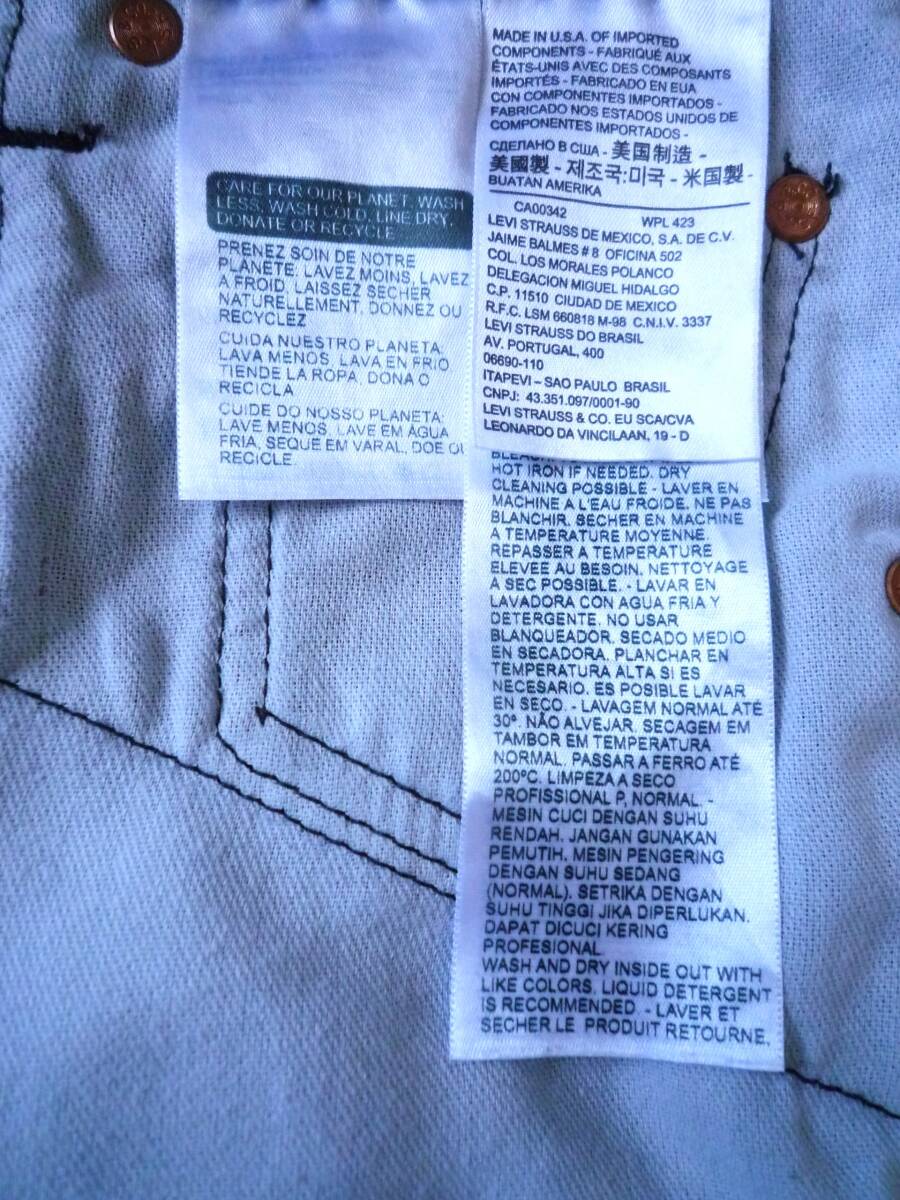 CARE FOR OUR PLANET. WASH
LESS, WASH COLD, LINE DRY,
DONATE OR RECYCLE
PRENEZ SOIN DE NOTRE
PLANÈTE: LAVEZ MOINS, LAVEZ
A FROID, LAISSEZ SECHER
NATURELLEMENT, DONNEZ OU
RECYCLEZ
CUIDA NUESTRO PLANETA:
LAVA MENOS, LAVA EN FRIO
TIENDE LA ROPA, DONA O
RECICLA
CUIDE DO NOSSO PLANETA:
LAVE MENOS, LAVE EM ÁGUA
FRIA, SEQUE EM VARAL, DOE OU
RECICLE.
MADE IN U.S.A. OF IMPORTED
COMPONENTS - FABRIQUÉ AUX
ÉTATS-UNIS AVEC DES COMPOSANTS
IMPORTÉS - FABRICADO EN EUA
CON COMPONENTES IMPORTADOS -
FABRICADO NOS ESTADOS UNIDOS DE
COMPONENTES IMPORTADOS -
СДЕЛАНО В США - 美国制造 -
美國製 - 제조국:미국 - 米国製 -
BUATAN AMERIKA
CA00342 WPL 423
LEVI STRAUSS DE MEXICO, S.A. DE C.V.
JAIME BALMES # 8 OFICINA 502
COL. LOS MORALES POLANCO
DELEGACION MIGUEL HIDALGO
C.P. 11510 CIUDAD DE MEXICO
R.F.C. LSM 660818 M-98 C.N.I.V. 3337
LEVI STRAUSS DO BRASIL
AV. PORTUGAL, 400
06690-110
ITAPEVI – SAO PAULO BRASIL
CNPJ: 43.351.097/0001-90
LEVI STRAUSS & CO. EU SCA/CVA
LEONARDO DA VINCILAAN, 19 - D
HOT IRON IF NEEDED. DRY
CLEANING POSSIBLE - LAVER EN
MACHINE A L'EAU FROIDE. NE PAS
BLANCHIR. SECHER EN MACHINE
A TEMPERATURE MOYENNE.
REPASSER A TEMPERATURE
ELEVEE AU BESOIN. NETTOYAGE
A SEC POSSIBLE. - LAVAR EN
LAVADORA CON AGUA FRIA Y
DETERGENTE. NO USAR
BLANQUEADOR. SECADO MEDIO
EN SECADORA. PLANCHAR EN
TEMPERATURA ALTA SI ES
NECESARIO. ES POSIBLE LAVAR
EN SECO. - LAVAGEM NORMAL ATÉ
30º. NÃO ALVEJAR. SECAGEM EM
TAMBOR EM TEMPERATURA
NORMAL. PASSAR A FERRO ATÉ
200ºC. LIMPEZA A SECO
PROFISSIONAL P, NORMAL. -
MESIN CUCI DENGAN SUHU
RENDAH. JANGAN GUNAKAN
PEMUTIH. MESIN PENGERING
DENGAN SUHU SEDANG
(NORMAL). SETRIKA DENGAN
SUHU TINGGI JIKA DIPERLUKAN.
DAPAT DICUCI KERING
PROFESIONAL
WASH AND DRY INSIDE OUT WITH
LIKE COLORS. LIQUID DETERGENT
IS RECOMMENDED. - LAVER ET
SECHER LE PRODUIT RETOURNE,